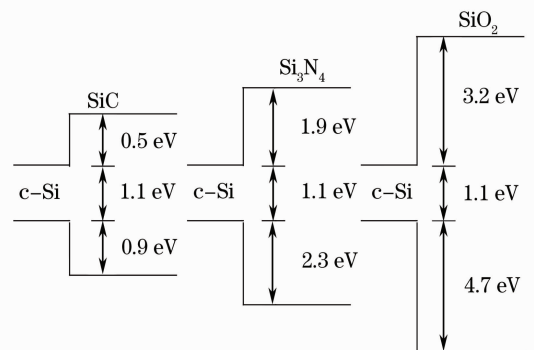 SiC
0.5 eV
c–Si
1.1 eV
0.9 eV
Si₃N₄
1.9 eV
c–Si
1.1 eV
2.3 eV
SiO₂
3.2 eV
c–Si
1.1 eV
4.7 eV